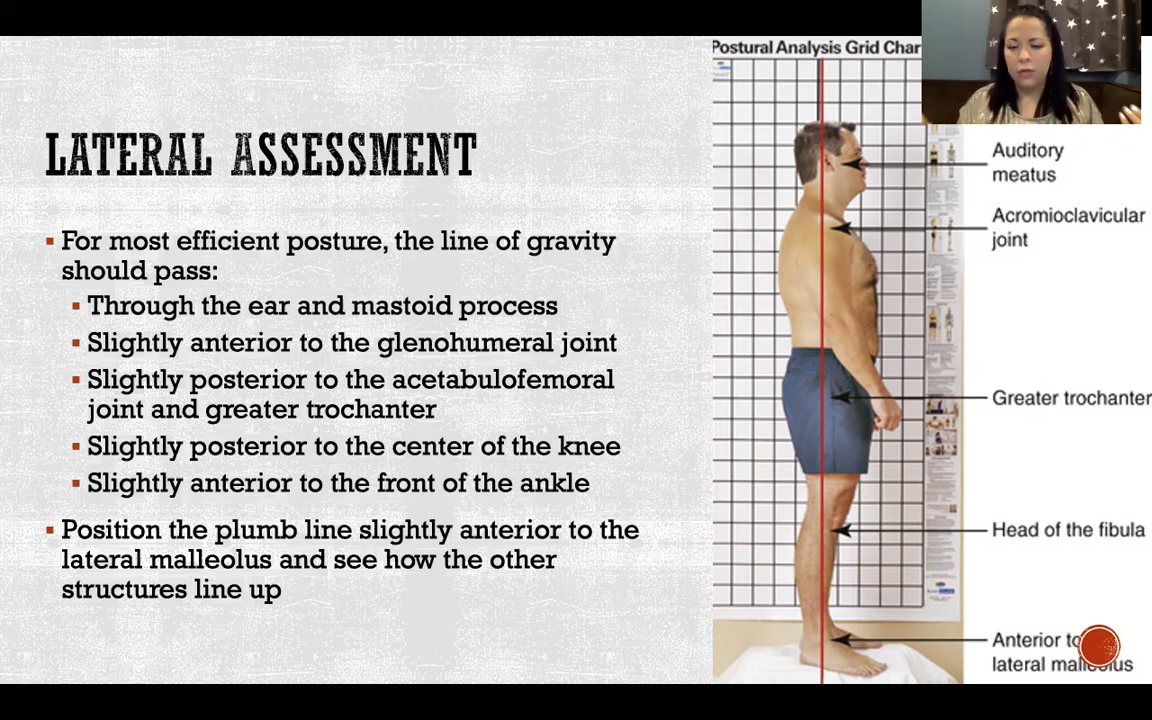 Postural Analysis Grid Char
LATERAL ASSESSMENT
▪ For most efficient posture, the line of gravity
should pass:
▪ Through the ear and mastoid process
▪ Slightly anterior to the glenohumeral joint
▪ Slightly posterior to the acetabulofemoral
joint and greater trochanter
▪ Slightly posterior to the center of the knee
▪ Slightly anterior to the front of the ankle
▪ Position the plumb line slightly anterior to the
lateral malleolus and see how the other
structures line up
Auditory
meatus
Acromioclavicular
joint
Greater trochanter
Head of the fibula
Anterior to
lateral malleolus